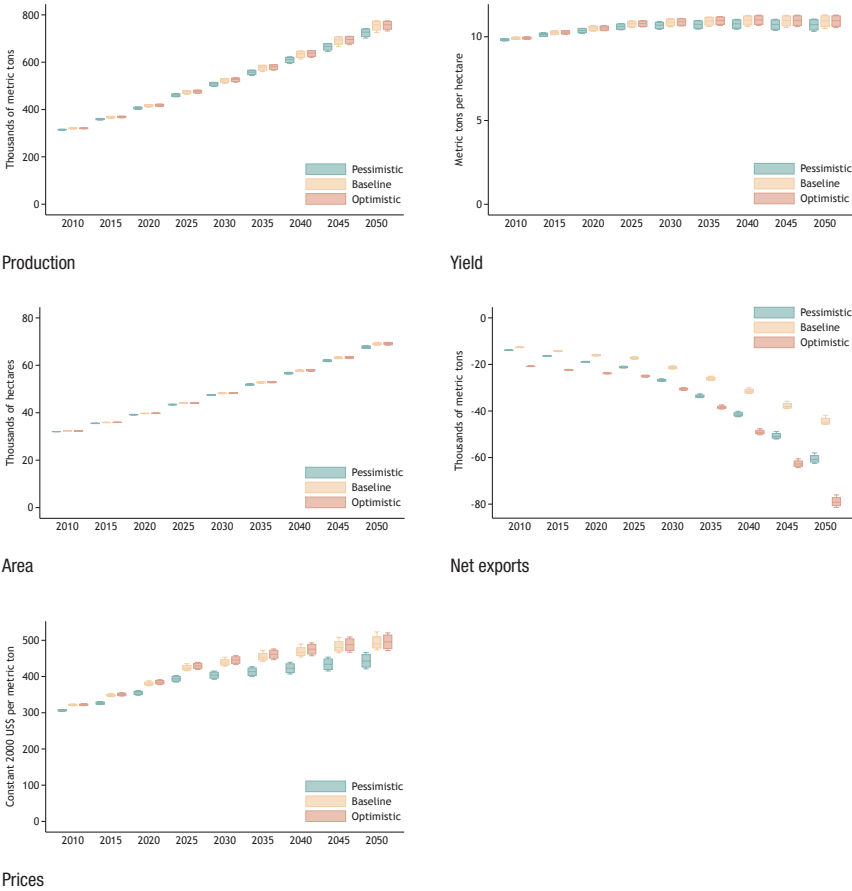 800
600
400
200
0
Thousands of metric tons
Pessimistic
Baseline
Optimistic
2010 2015 2020 2025 2030 2035 2040 2045 2050
Production
10
5
0
Metric tons per hectare
Pessimistic
Baseline
Optimistic
2010 2015 2020 2025 2030 2035 2040 2045 2050
Yield
80
60
40
20
0
Thousands of hectares
Pessimistic
Baseline
Optimistic
2010 2015 2020 2025 2030 2035 2040 2045 2050
Area
0
-20
-40
-60
-80
Thousands of metric tons
Pessimistic
Baseline
Optimistic
2010 2015 2020 2025 2030 2035 2040 2045 2050
Net exports
500
400
300
200
100
0
Constant 2000 US$ per metric ton
Pessimistic
Baseline
Optimistic
2010 2015 2020 2025 2030 2035 2040 2045 2050
Prices